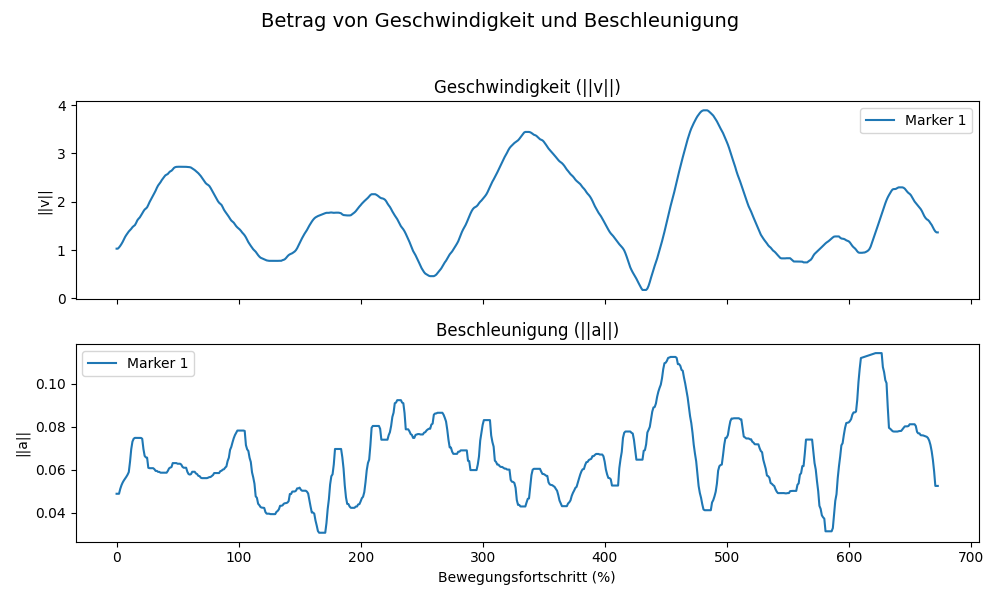 Betrag von Geschwindigkeit und Beschleunigung
Geschwindigkeit (||v||)
4
3
2
1
0
||v||
Marker 1
Beschleunigung (||a||)
0.10
0.08
0.06
0.04
||a||
Marker 1
0 100 200 300 400 500 600 700
Bewegungsfortschritt (%)